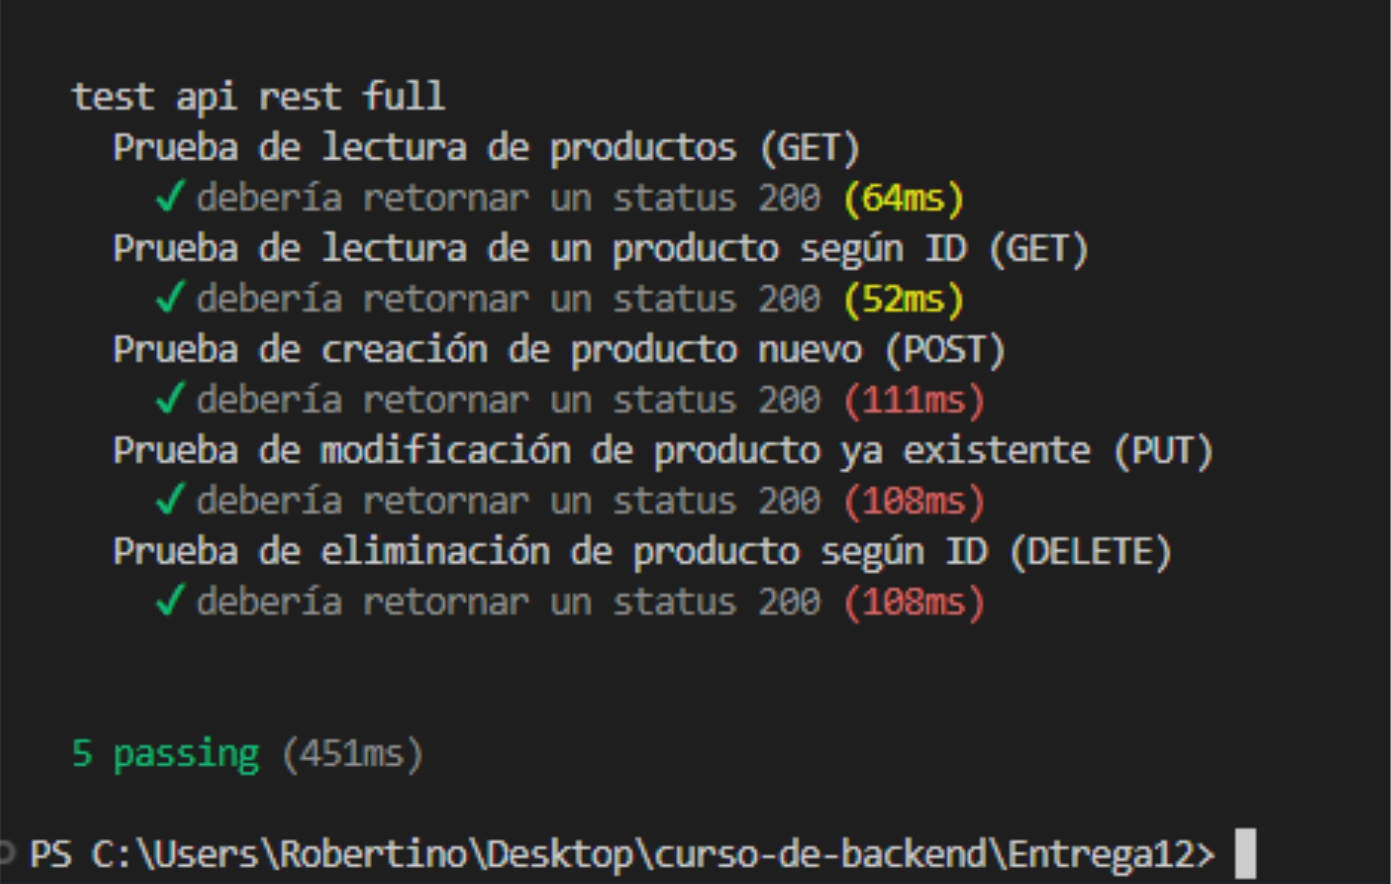 test api rest full
Prueba de lectura de productos (GET)
✓ debería retornar un status 200 (64ms)
Prueba de lectura de un producto según ID (GET)
✓ debería retornar un status 200 (52ms)
Prueba de creación de producto nuevo (POST)
✓ debería retornar un status 200 (111ms)
Prueba de modificación de producto ya existente (PUT)
✓ debería retornar un status 200 (108ms)
Prueba de eliminación de producto según ID (DELETE)
✓ debería retornar un status 200 (108ms)
5 passing (451ms)
PS C:\Users\Robertino\Desktop\curso-de-backend\Entrega12>